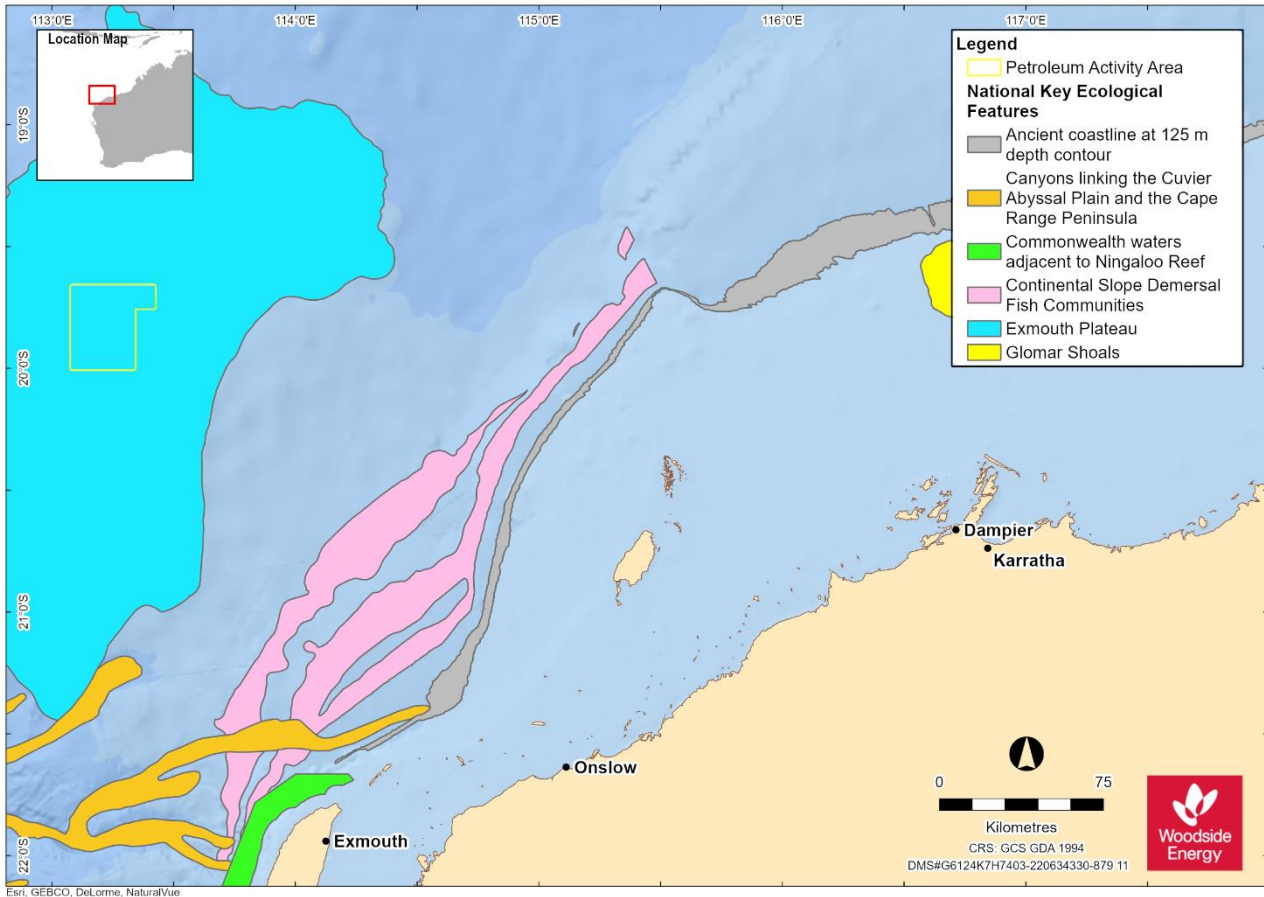 113°0'E
114°0'E
115°0'E
116°0'E
117°0'E
Location Map
Legend
Petroleum Activity Area
National Key Ecological
Features
Ancient coastline at 125 m
depth contour
Canyons linking the Cuvier
Abyssal Plain and the Cape
Range Peninsula
Commonwealth waters
adjacent to Ningaloo Reef
Continental Slope Demersal
Fish Communities
Exmouth Plateau
Glomar Shoals
19°0'S
20°0'S
21°0'S
22°0'S
Dampier
Karratha
Onslow
Exmouth
0
75
Kilometres
CRS: GCS GDA 1994
DMS#G6124K7H7403-220634330-879 11
Woodside
Energy
Esri, GEBCO, DeLorme, NaturalVue